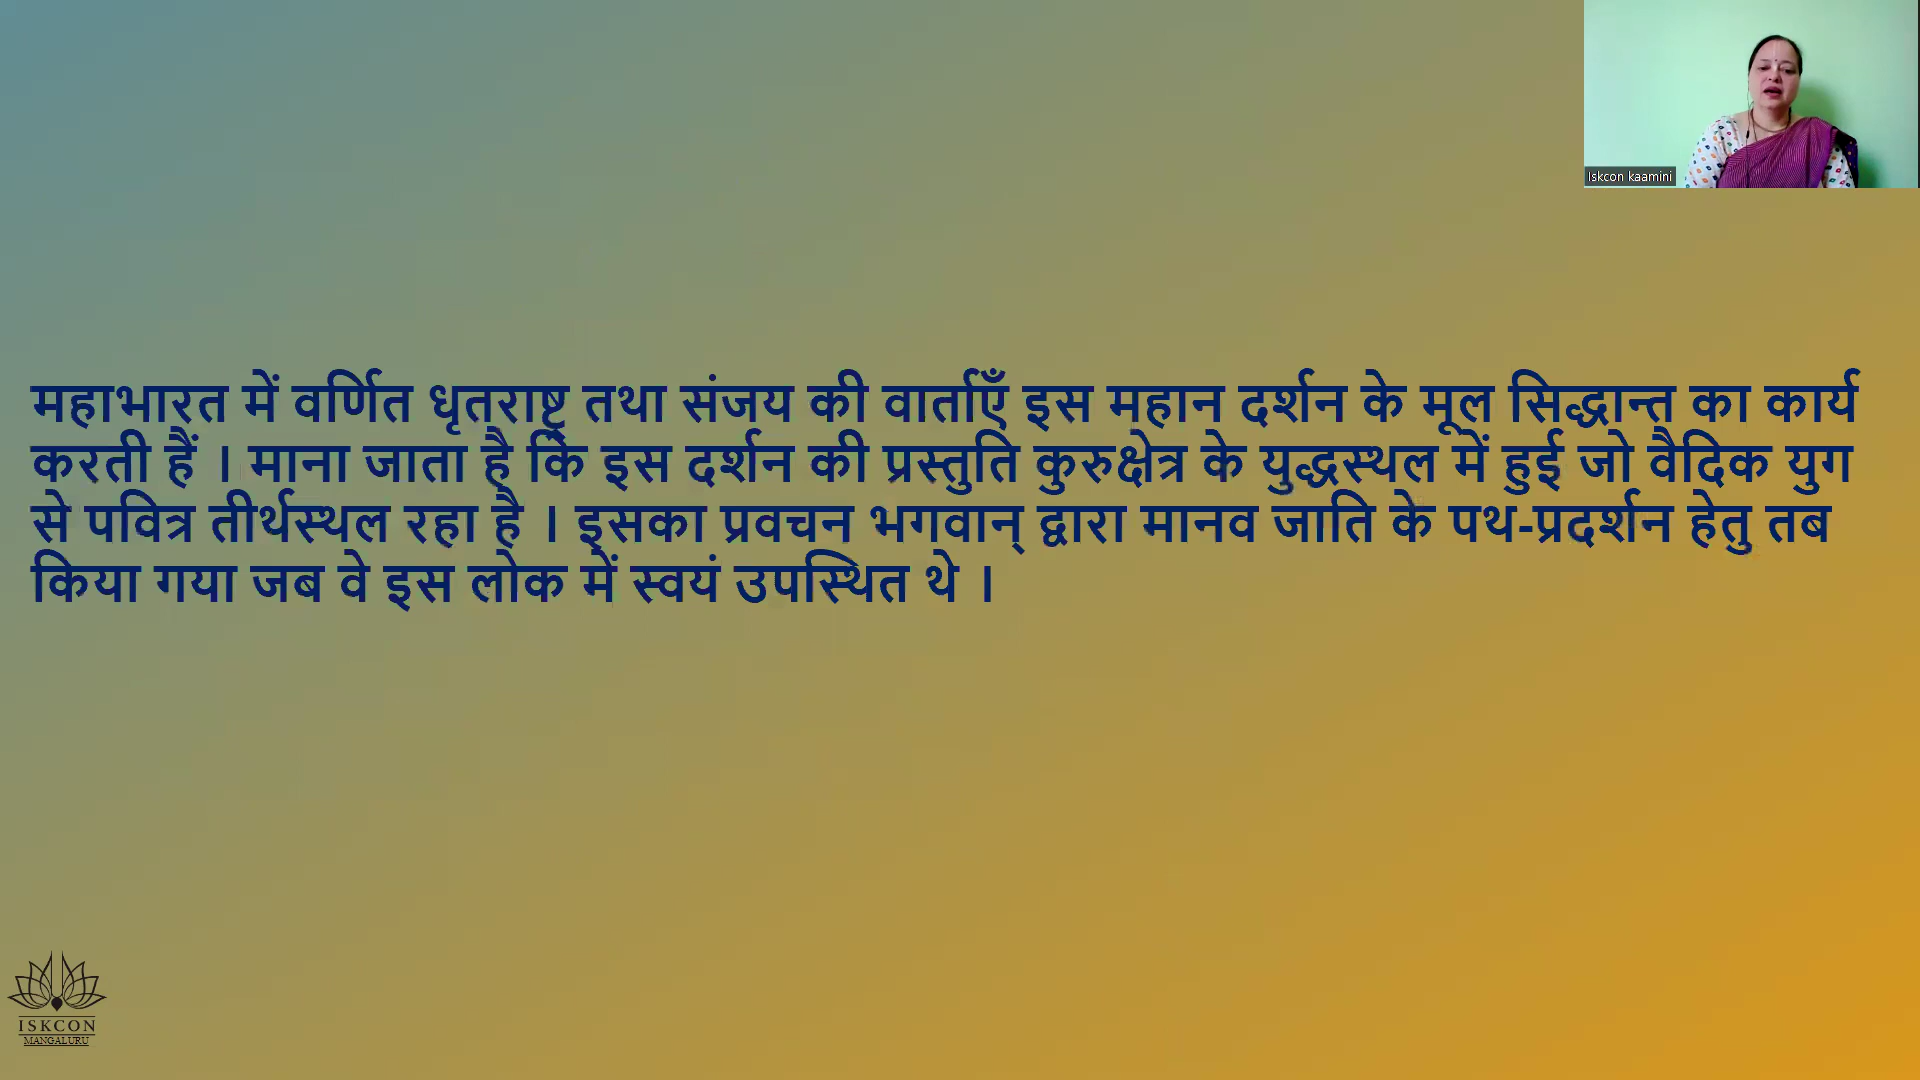 Iskcon kaamini
महाभारत में वर्णित धृतराष्ट्र तथा संजय की वार्ताएँ इस महान दर्शन के मूल सिद्धान्त का कार्य
करती हैं । माना जाता है कि इस दर्शन की प्रस्तुति कुरुक्षेत्र के युद्धस्थल में हुई जो वैदिक युग
से पवित्र तीर्थस्थल रहा है । इसका प्रवचन भगवान् द्वारा मानव जाति के पथ-प्रदर्शन हेतु तब
किया गया जब वे इस लोक में स्वयं उपस्थित थे ।
ISKCON
MANGALURU